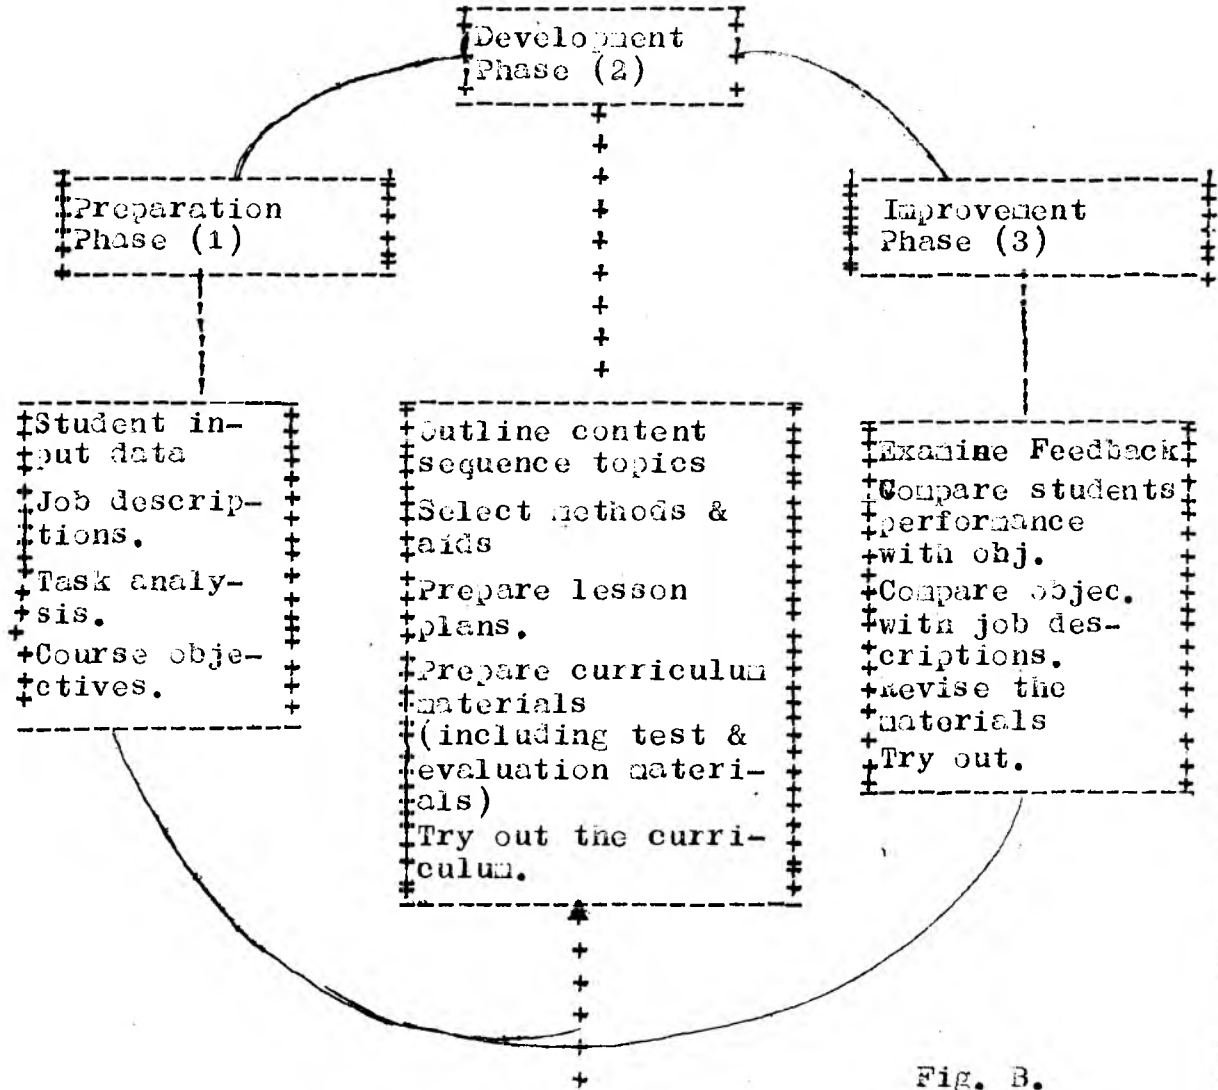 Development
Phase (2)
Preparation
Phase (1)
Improvement
Phase (3)
Student in-
put data
Job descrip-
tions.
Task analy-
sis.
Course obje-
ctives.
Outline content
sequence topics
Select methods &
aids
Prepare lesson
plans.
Prepare curriculum
materials
(including test &
evaluation materi-
als)
Try out the curri-
culum.
Examine Feedback
Compare students
performance
with obj.
Compare objec.
with job des-
criptions.
Revise the
materials
Try out.
Fig. B.